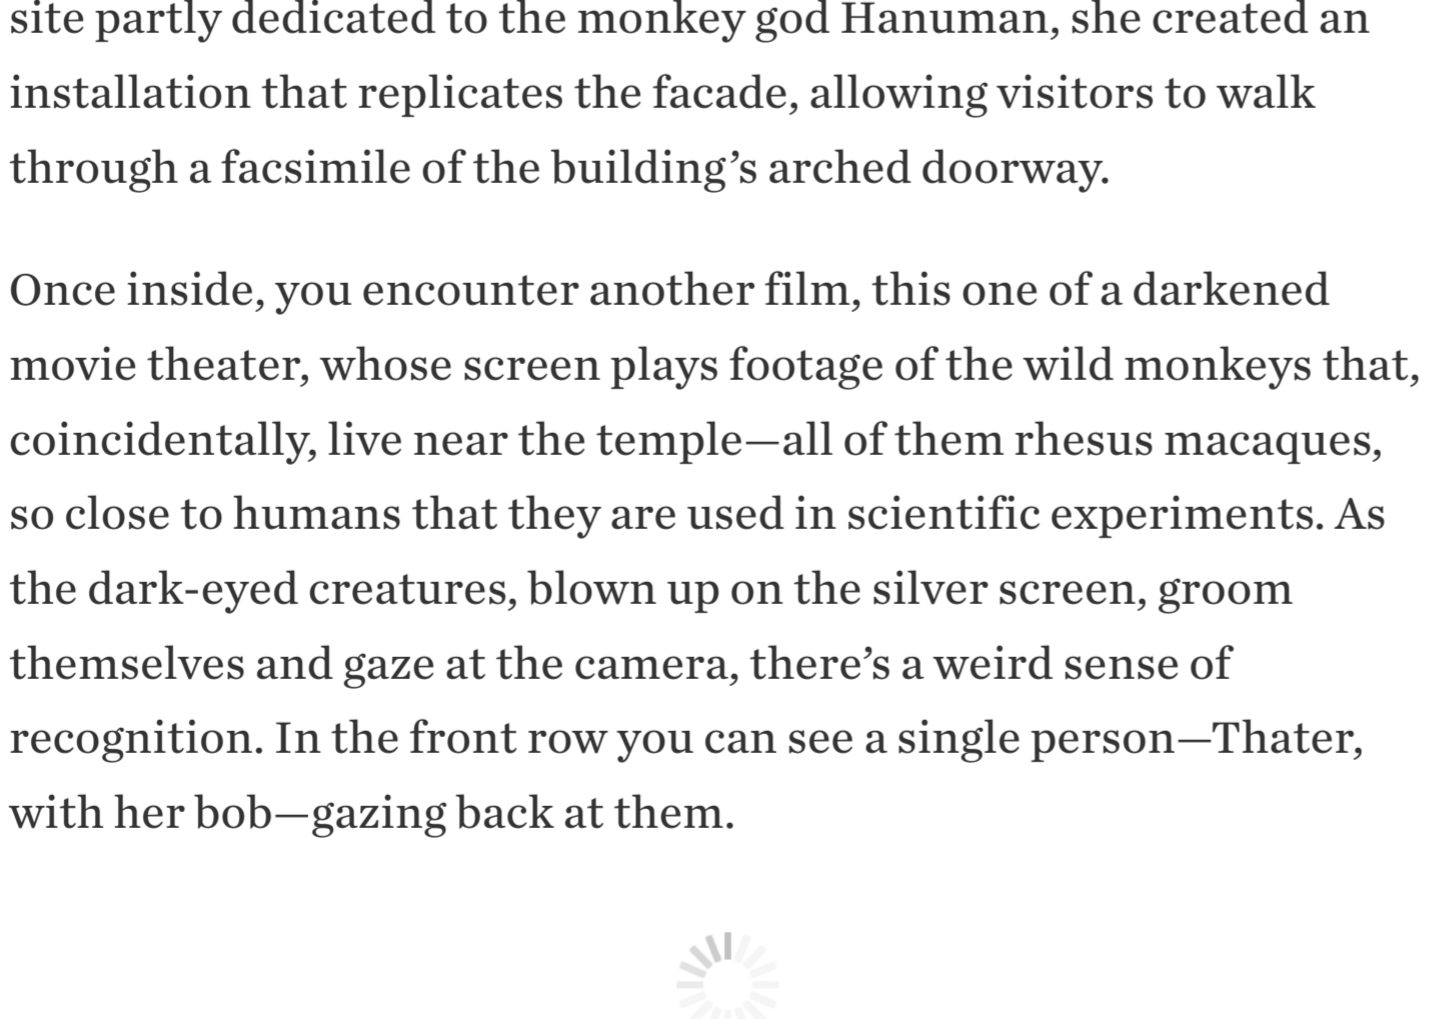 site partly dedicated to the monkey god Hanuman, she created an
installation that replicates the facade, allowing visitors to walk
through a facsimile of the building’s arched doorway.
Once inside, you encounter another film, this one of a darkened
movie theater, whose screen plays footage of the wild monkeys that,
coincidentally, live near the temple—all of them rhesus macaques,
so close to humans that they are used in scientific experiments. As
the dark-eyed creatures, blown up on the silver screen, groom
themselves and gaze at the camera, there’s a weird sense of
recognition. In the front row you can see a single person—Thater,
with her bob—gazing back at them.